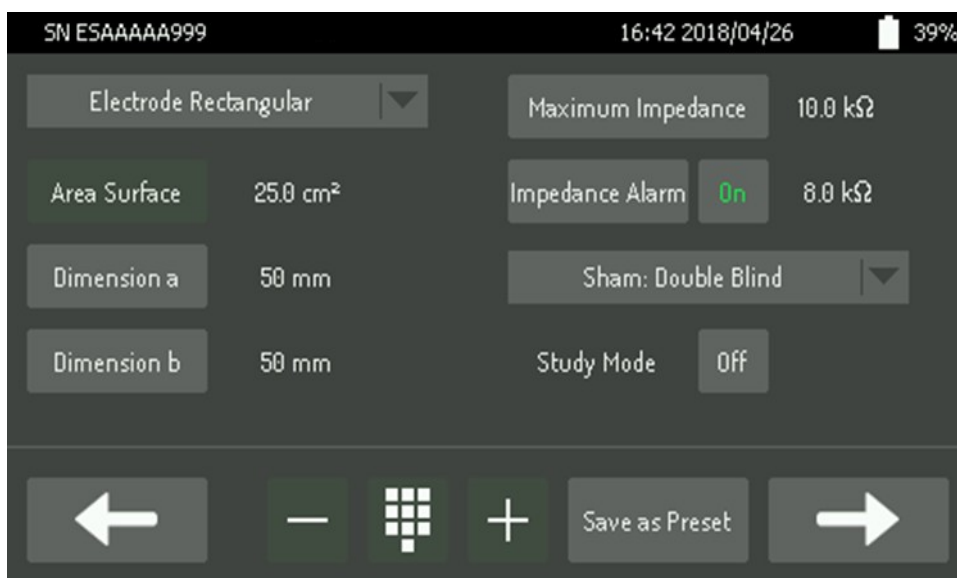 SN ESAAAAA999
16:42 2018/04/26
39%
Electrode Rectangular
Maximum Impedance 10.0 kΩ
Area Surface 25.0 cm²
Impedance Alarm On 8.0 kΩ
Dimension a 50 mm
Sham: Double Blind
Dimension b 50 mm
Study Mode Off
Save as Preset